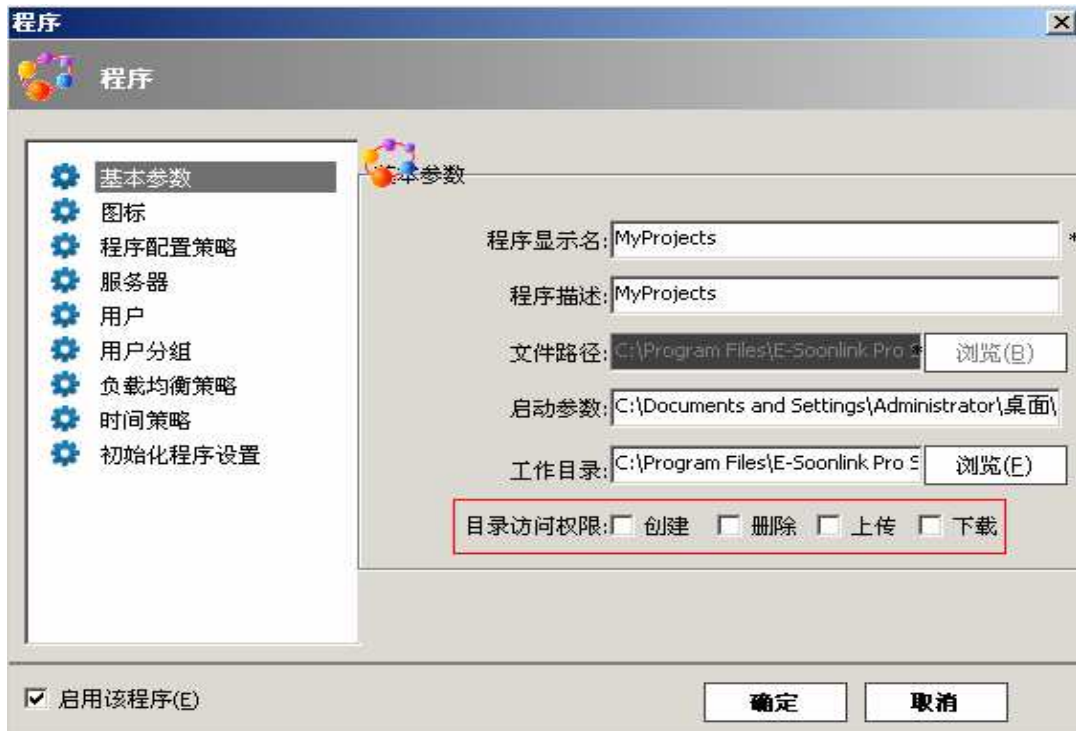 程序
程序
基本参数
图标
程序配置策略
服务器
用户
用户分组
负载均衡策略
时间策略
初始化程序设置
基本参数
程序显示名: MyProjects *
程序描述: MyProjects
文件路径: C:\Program Files\E-Soonlink Pro * 浏览(B)
启动参数: C:\Documents and Settings\Administrator\桌面\
工作目录: C:\Program Files\E-Soonlink Pro S 浏览(F)
目录访问权限: 创建 删除 上传 下载
启用该程序(E) 确定 取消